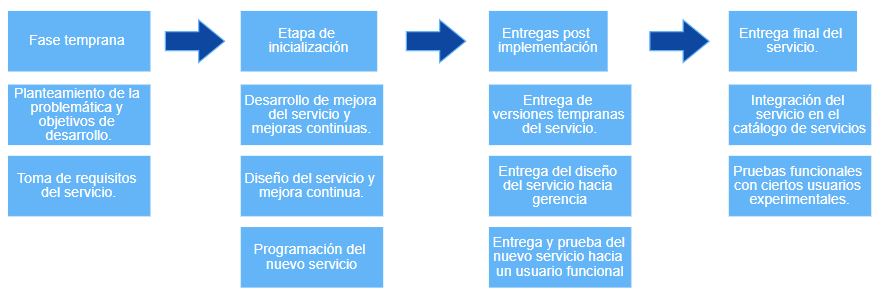 Fase temprana
Planteamiento de la
problemática y
objetivos de
desarrollo.
Toma de requisitos
del servicio.
Etapa de
inicialización
Desarrollo de mejora
del servicio y
mejoras continuas.
Diseño del servicio y
mejora continua.
Programación del
nuevo servicio
Entregas post
implementación
Entrega de
versiones tempranas
del servicio.
Entrega del diseño
del servicio hacia
gerencia
Entrega y prueba del
nuevo servicio hacia
un usuario funcional
Entrega final del
servicio.
Integración del
servicio en el
catálogo de servicios
Pruebas funcionales
con ciertos usuarios
experimentales.